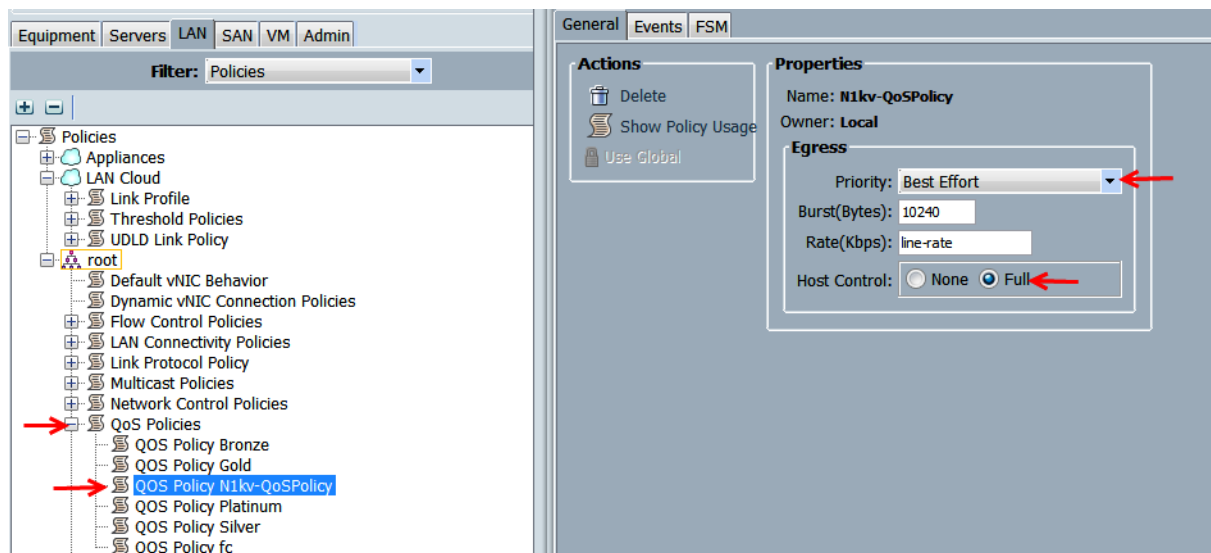 Equipment Servers LAN SAN VM Admin
Filter: Policies
Policies
Appliances
LAN Cloud
Link Profile
Threshold Policies
UDLD Link Policy
root
Default vNIC Behavior
Dynamic vNIC Connection Policies
Flow Control Policies
LAN Connectivity Policies
Link Protocol Policy
Multicast Policies
Network Control Policies
QoS Policies
QOS Policy Bronze
QOS Policy Gold
QOS Policy N1kv-QoSPolicy
QOS Policy Platinum
QOS Policy Silver
QOS Policy fc
General Events FSM
Actions
Delete
Show Policy Usage
Use Global
Properties
Name: N1kv-QoSPolicy
Owner: Local
Egress
Priority: Best Effort
Burst(Bytes): 10240
Rate(Kbps): line-rate
Host Control: None Full